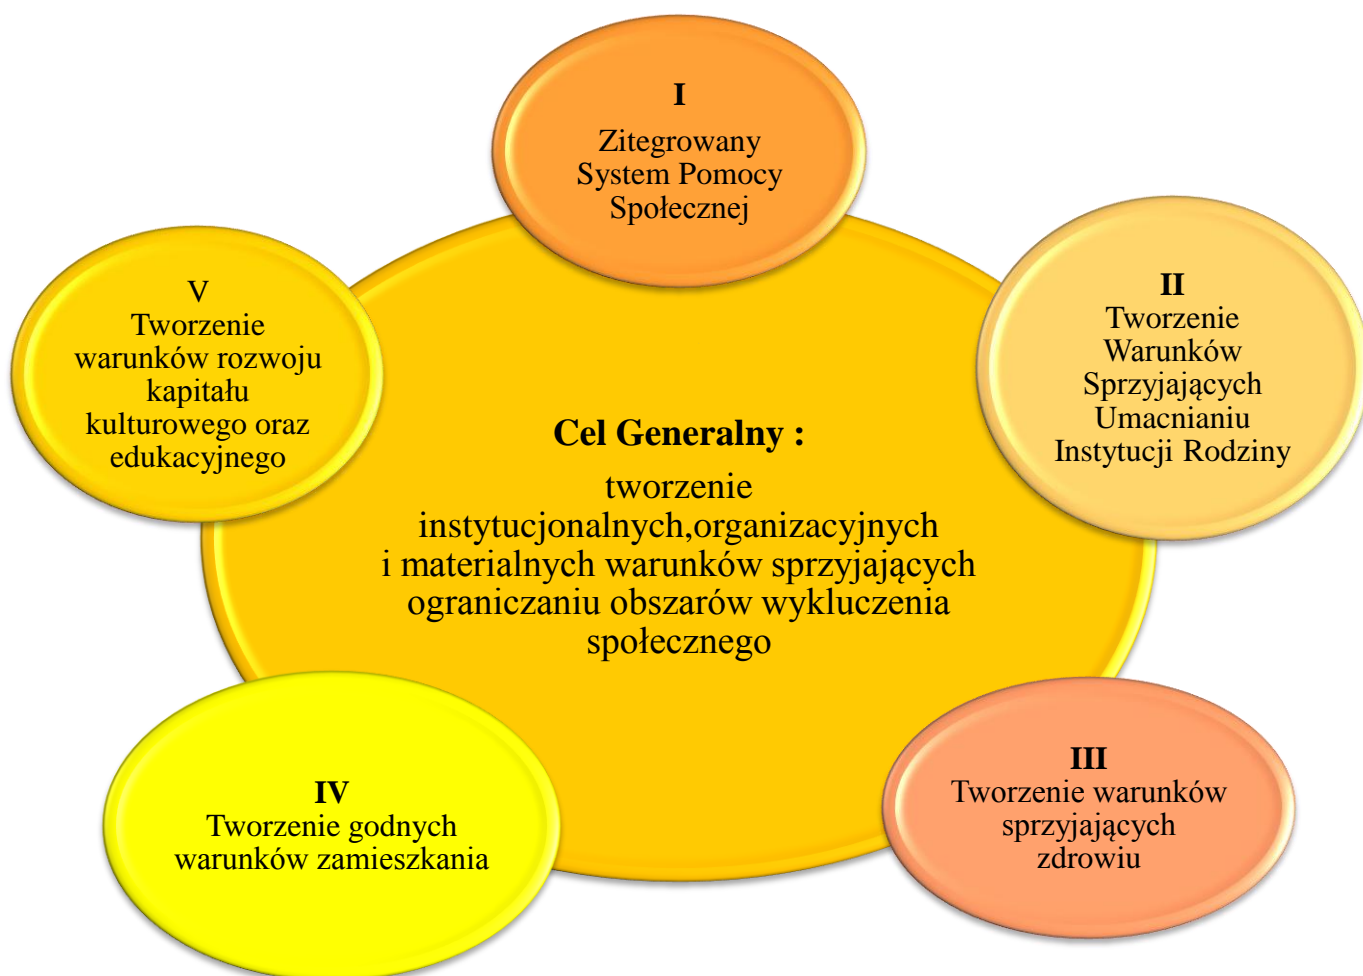 I
Zitegrowany
System Pomocy
Społecznej
II
Tworzenie
Warunków
Sprzyjających
Umacnianiu
Instytucji Rodziny
III
Tworzenie warunków
sprzyjających
zdrowiu
IV
Tworzenie godnych
warunków zamieszkania
V
Tworzenie
warunków rozwoju
kapitału
kulturowego oraz
edukacyjnego
Cel Generalny :
tworzenie
instytucjonalnych,organizacyjnych
i materialnych warunków sprzyjających
ograniczaniu obszarów wykluczenia
społecznego